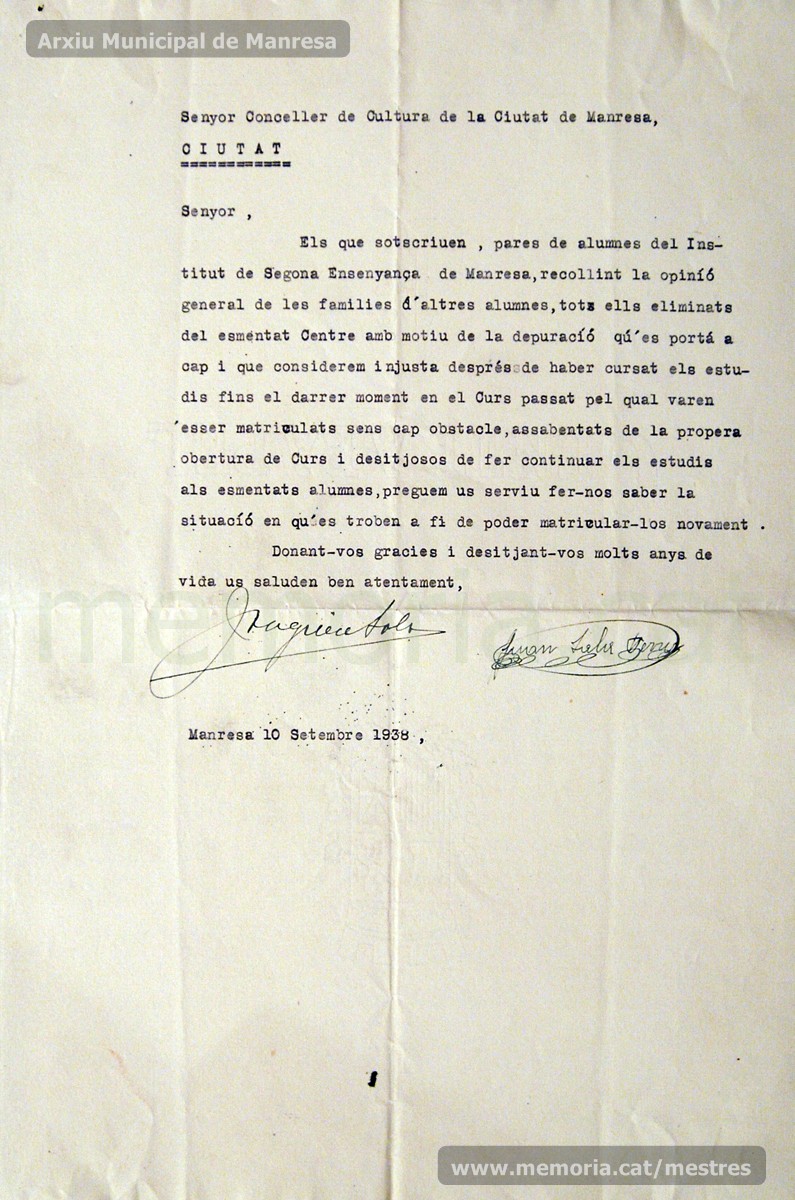 Arxiu Municipal de Manresa
Senyor Conceller de Cultura de la Ciutat de Manresa,
C I U T A T
============
Senyor ,
Els que sotscriuen , pares de alumnes del Ins-
titut de Segona Ensenyança de Manresa,recollint la opinió
general de les families d'altres alumnes,tots ells eliminats
del esméntat Centre amb motiu de la depuració qú'es portá a
cap i que considerem injusta després de haber cursat els estu-
dis fins el darrer moment en el Curs passat pel qual varen
'esser matriculats sens cap obstacle,assabentats de la propera
obertura de Curs i desitjosos de fer continuar els estudis
als esmentats alumnes,preguem us serviu fer-nos saber la
situació en qu'es troben a fi de poder matricular-los novament .
Donant-vos gracies i desitjant-vos molts anys de
vida us saluden ben atentament,
Juan
Manresa 10 Setembre 1938 ,
www.memoria.cat/mestres